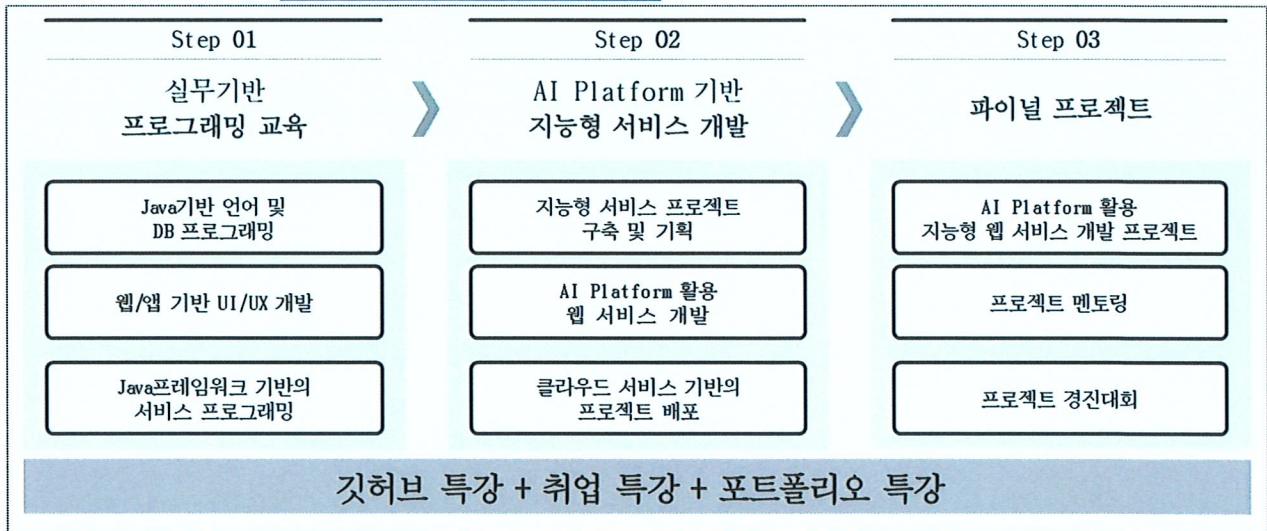 Step 01
실무기반
프로그래밍 교육
Java기반 언어 및
DB 프로그래밍
웹/앱 기반 UI/UX 개발
Java프레임워크 기반의
서비스 프로그래밍
Step 02
AI Platform 기반
지능형 서비스 개발
지능형 서비스 프로젝트
구축 및 기획
AI Platform 활용
웹 서비스 개발
클라우드 서비스 기반의
프로젝트 배포
Step 03
파이널 프로젝트
AI Platform 활용
지능형 웹 서비스 개발 프로젝트
프로젝트 멘토링
프로젝트 경진대회
깃허브 특강 + 취업 특강 + 포트폴리오 특강